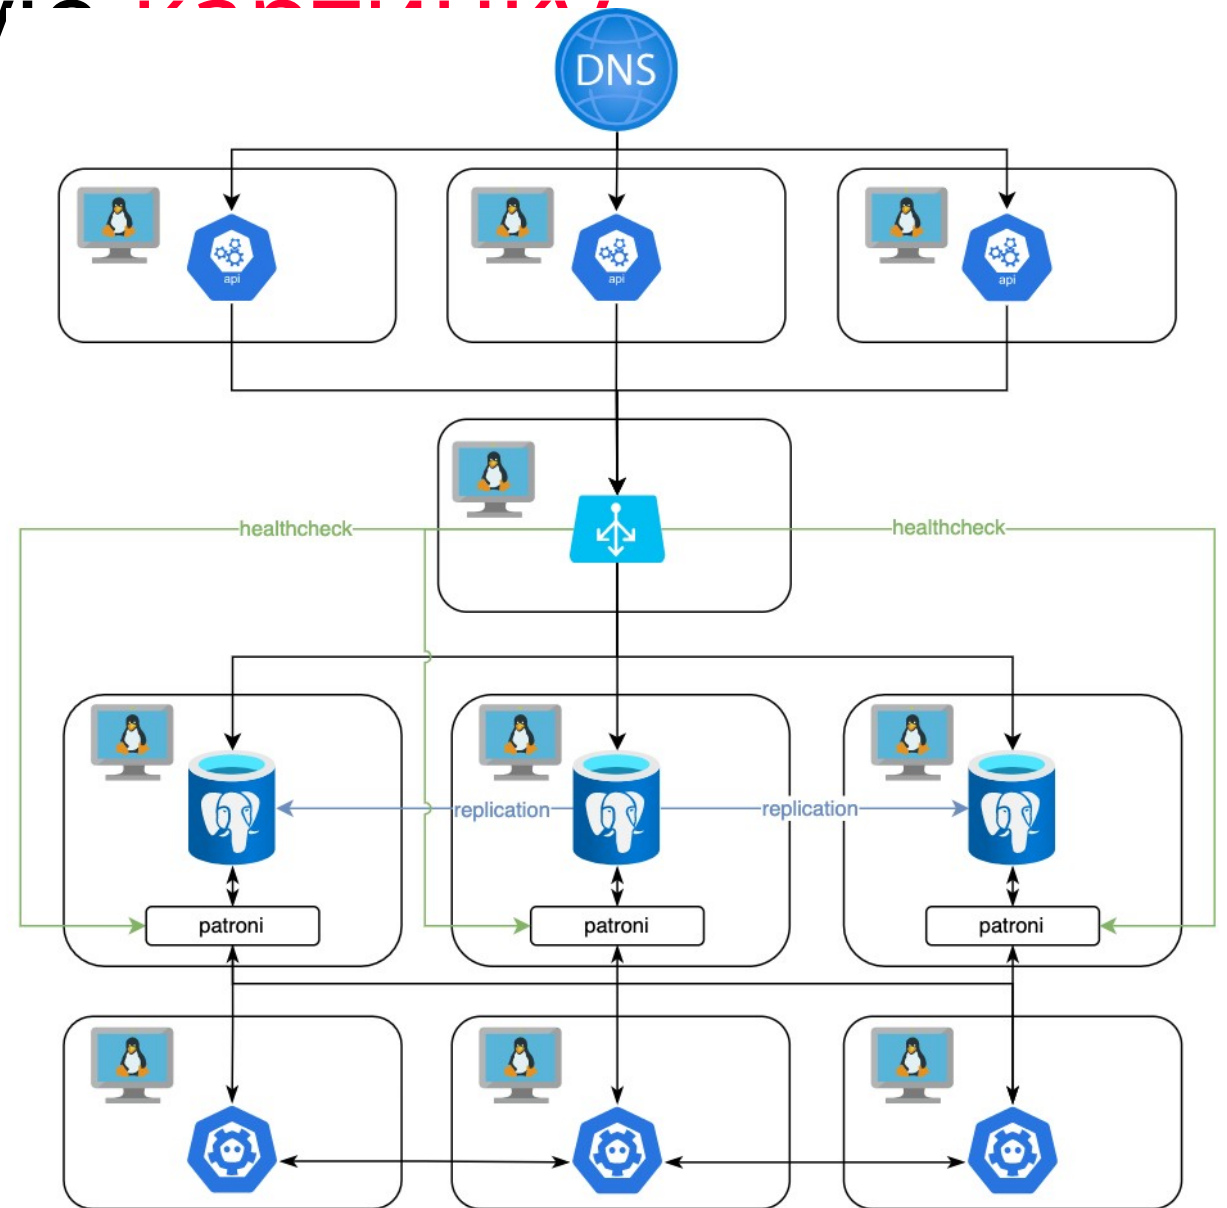 DNS
api
api
api
healthcheck
healthcheck
replication
replication
patroni
patroni
patroni